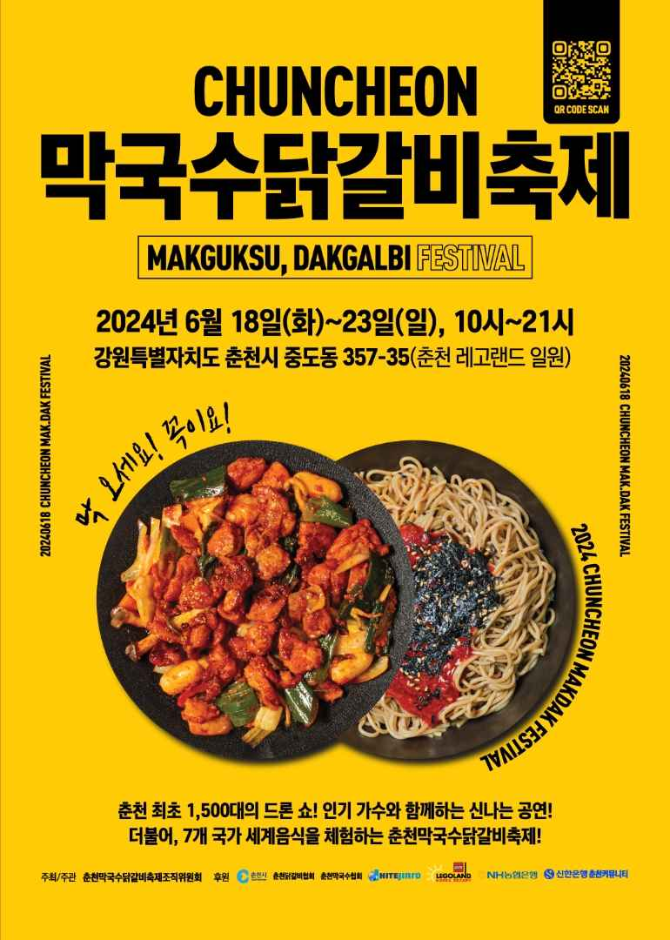 QR CODE SCAN
CHUNCHEON
막국수닭갈비축제
MAKGUKSU, DAKGALBI FESTIVAL
2024년 6월 18일(화)~23일(일), 10시~21시
강원특별자치도 춘천시 중도동 357-35(춘천 레고랜드 일원)
20240618 CHUNCHEON MAK.DAK FESTIVAL
20240618 CHUNCHEON MAK.DAK FESTIVAL
막 오세요! 꼭이요!
2024 CHUNCHEON MAKDAK FESTIVAL
춘천 최초 1,500대의 드론 쇼! 인기 가수와 함께하는 신나는 공연!
더불어, 7개 국가 세계음식을 체험하는 춘천막국수닭갈비축제!
주최/주관 춘천막국수닭갈비축제조직위원회 후원 춘천시 춘천닭갈비협회 춘천막국수협회 HITEJINRO LEGOLAND NH농협은행 신한은행 춘천커뮤니티